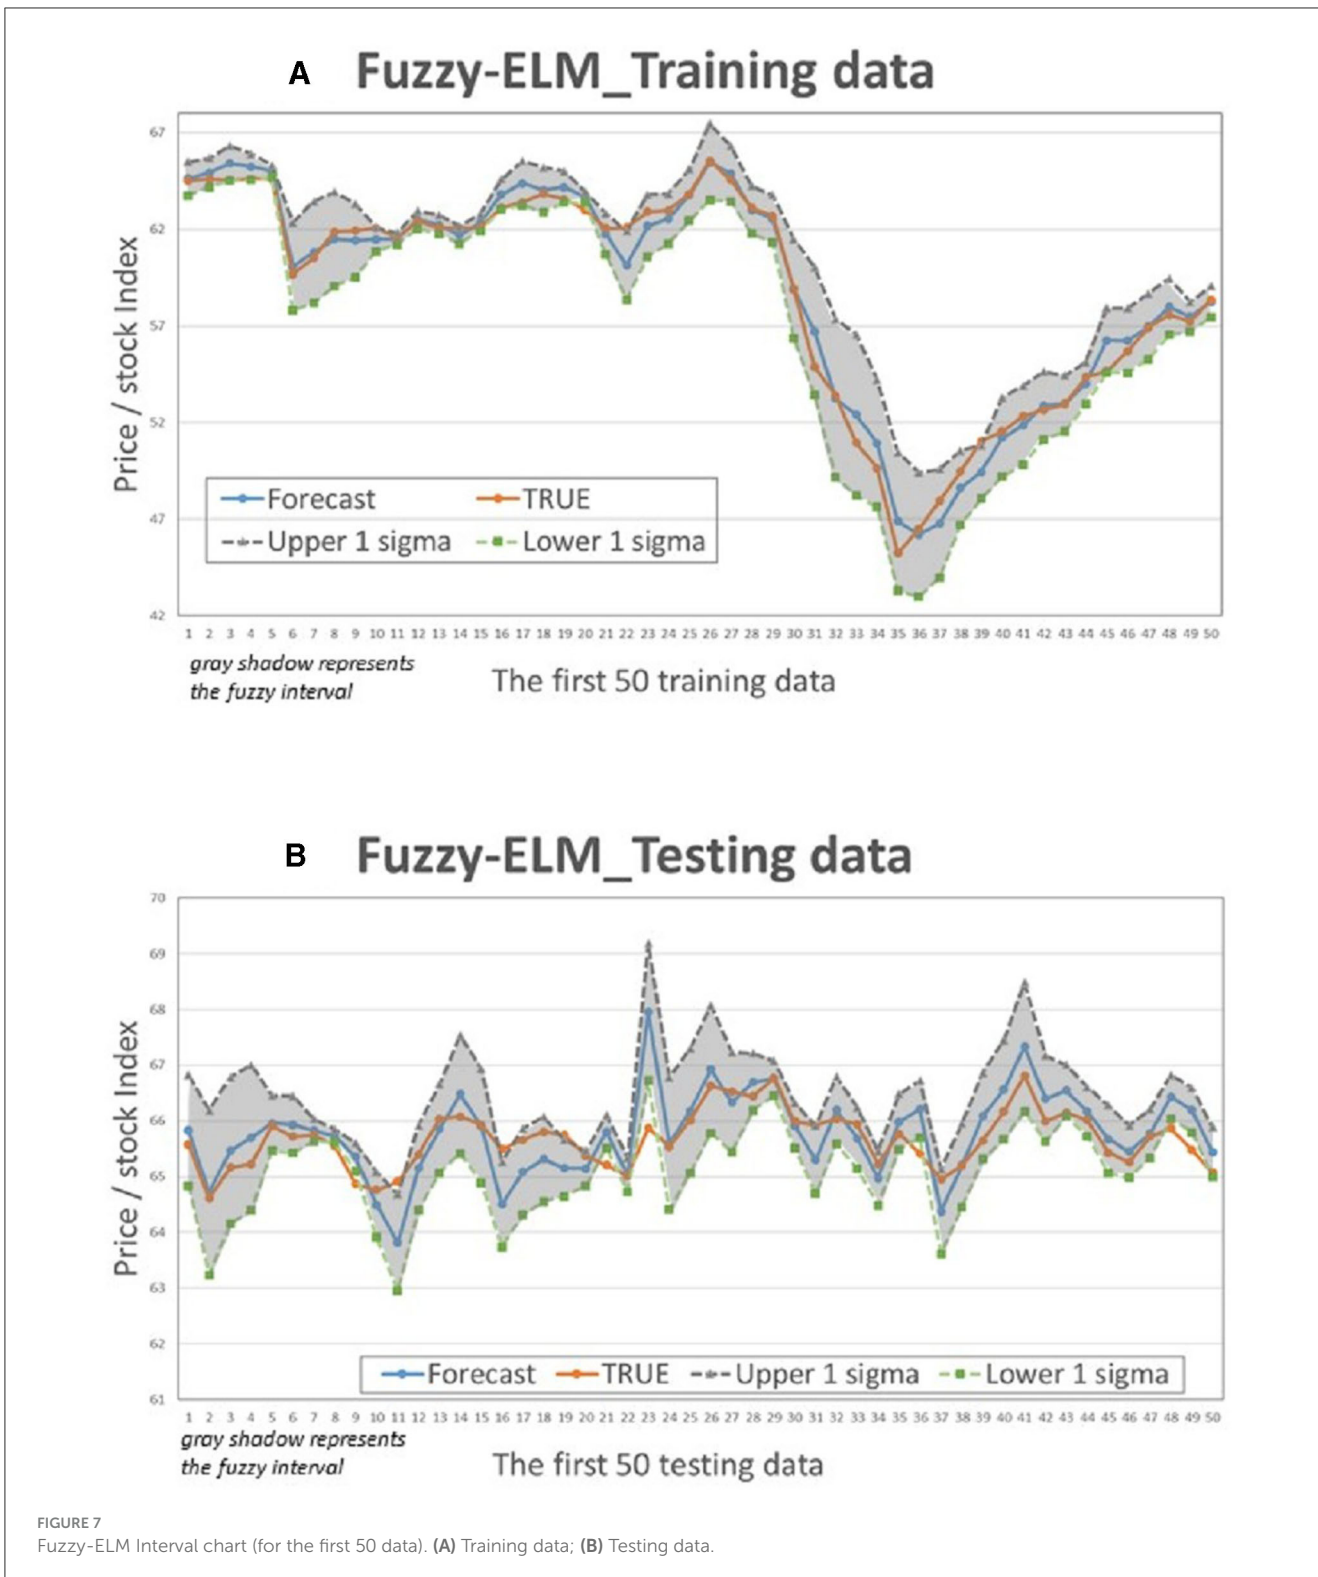 A Fuzzy-ELM_Training data
67
62
57
52
47
42
Price / stock Index
Forecast TRUE
Upper 1 sigma Lower 1 sigma
1 2 3 4 5 6 7 8 9 10 11 12 13 14 15 16 17 18 19 20 21 22 23 24 25 26 27 28 29 30 31 32 33 34 35 36 37 38 39 40 41 42 43 44 45 46 47 48 49 50
gray shadow represents
the fuzzy interval
The first 50 training data
B Fuzzy-ELM_Testing data
70
69
68
67
66
65
64
63
62
61
Price / stock Index
Forecast TRUE Upper 1 sigma Lower 1 sigma
1 2 3 4 5 6 7 8 9 10 11 12 13 14 15 16 17 18 19 20 21 22 23 24 25 26 27 28 29 30 31 32 33 34 35 36 37 38 39 40 41 42 43 44 45 46 47 48 49 50
gray shadow represents
the fuzzy interval
The first 50 testing data
FIGURE 7
Fuzzy-ELM Interval chart (for the first 50 data). (A) Training data; (B) Testing data.